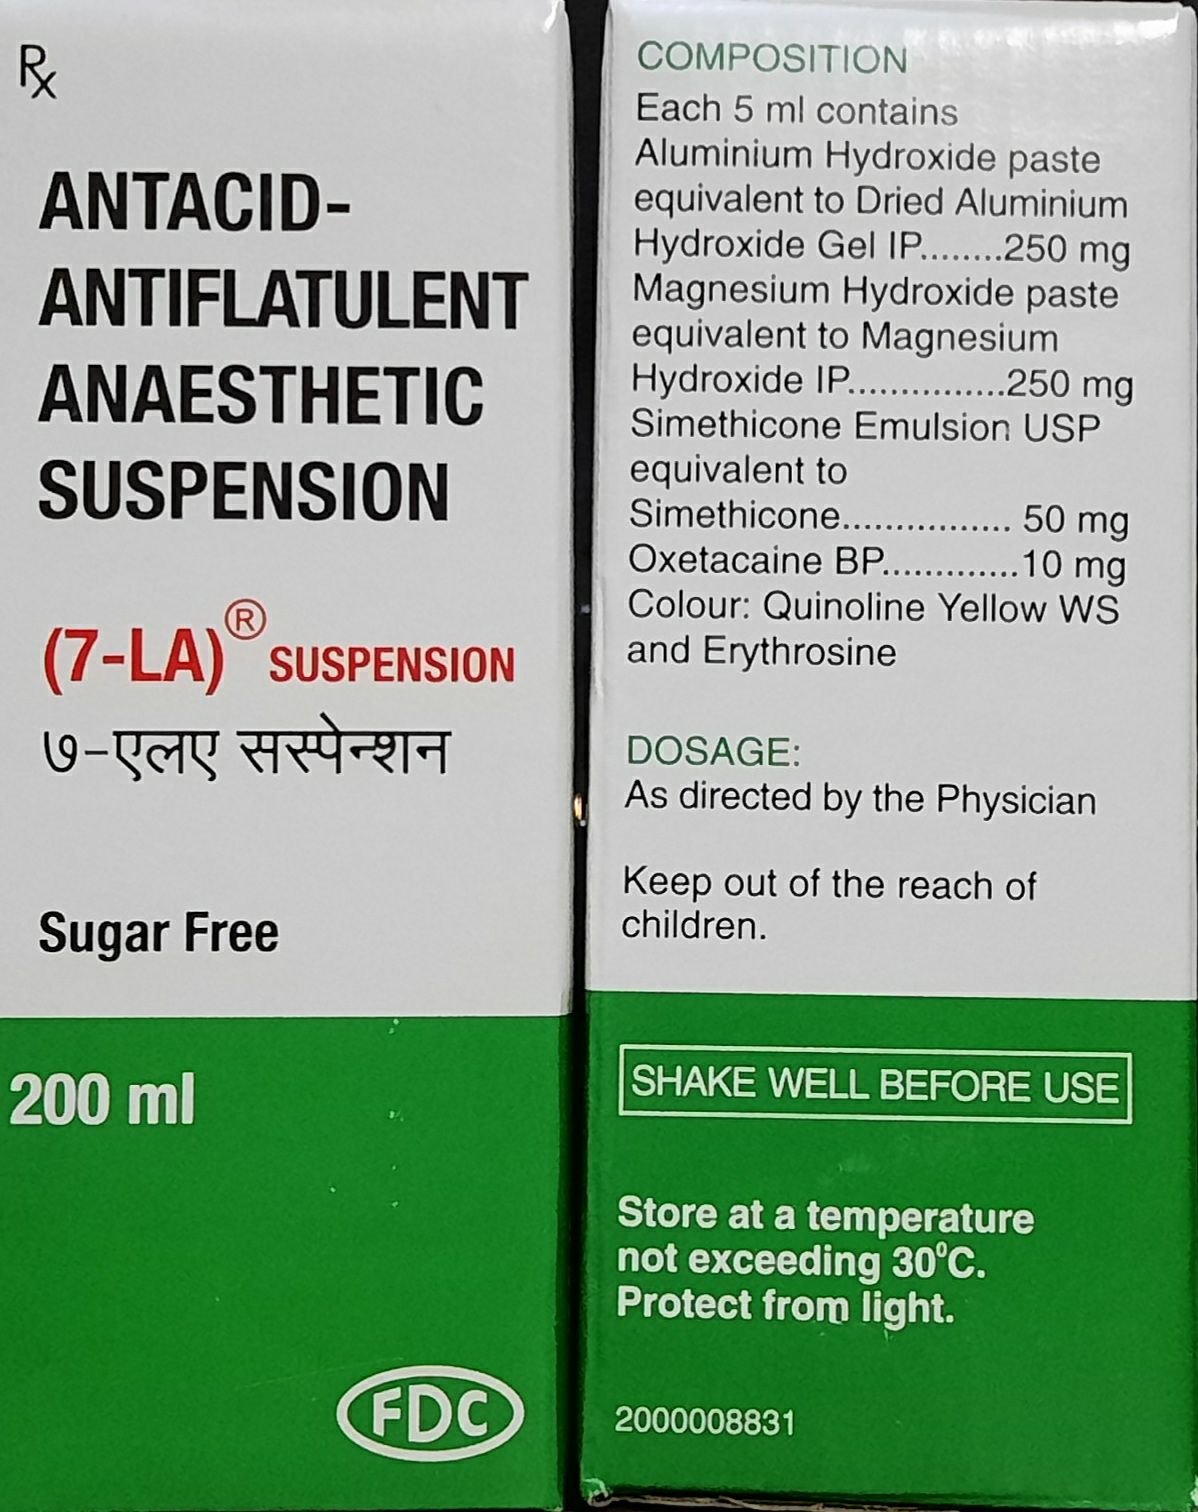 Rx
ANTACID-
ANTIFLATULENT
ANAESTHETIC
SUSPENSION
(7-LA)® SUSPENSION
७-एलए सस्पेन्शन
Sugar Free
200 ml
FDC
COMPOSITION
Each 5 ml contains
Aluminium Hydroxide paste
equivalent to Dried Aluminium
Hydroxide Gel IP........250 mg
Magnesium Hydroxide paste
equivalent to Magnesium
Hydroxide IP...............250 mg
Simethicone Emulsion USP
equivalent to
Simethicone................ 50 mg
Oxetacaine BP.............10 mg
Colour: Quinoline Yellow WS
and Erythrosine
DOSAGE:
As directed by the Physician
Keep out of the reach of
children.
SHAKE WELL BEFORE USE
Store at a temperature
not exceeding 30⁰C.
Protect from light.
2000008831